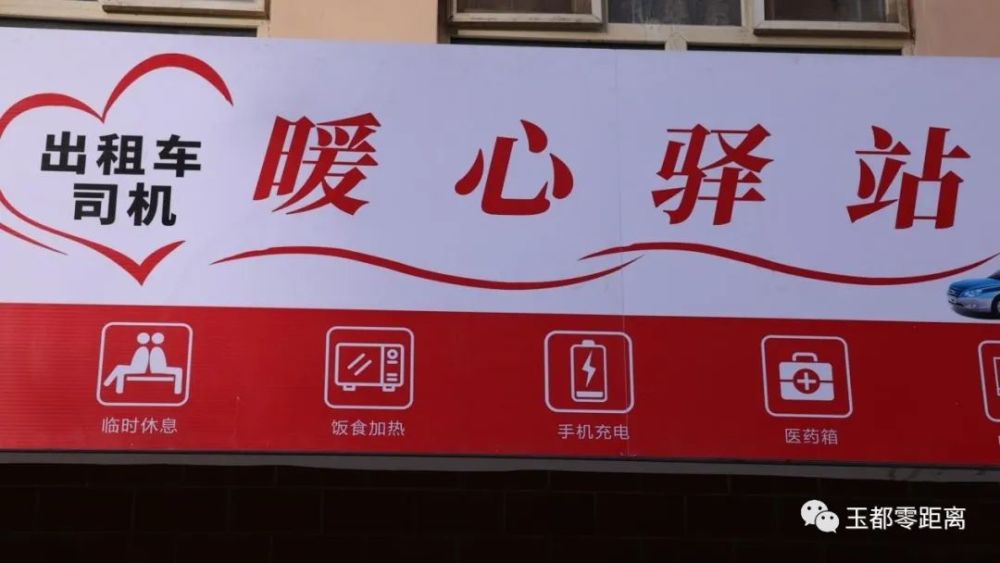 出租车
司机
暖心驿站
临时休息
饭食加热
手机充电
医药箱
玉都零距离